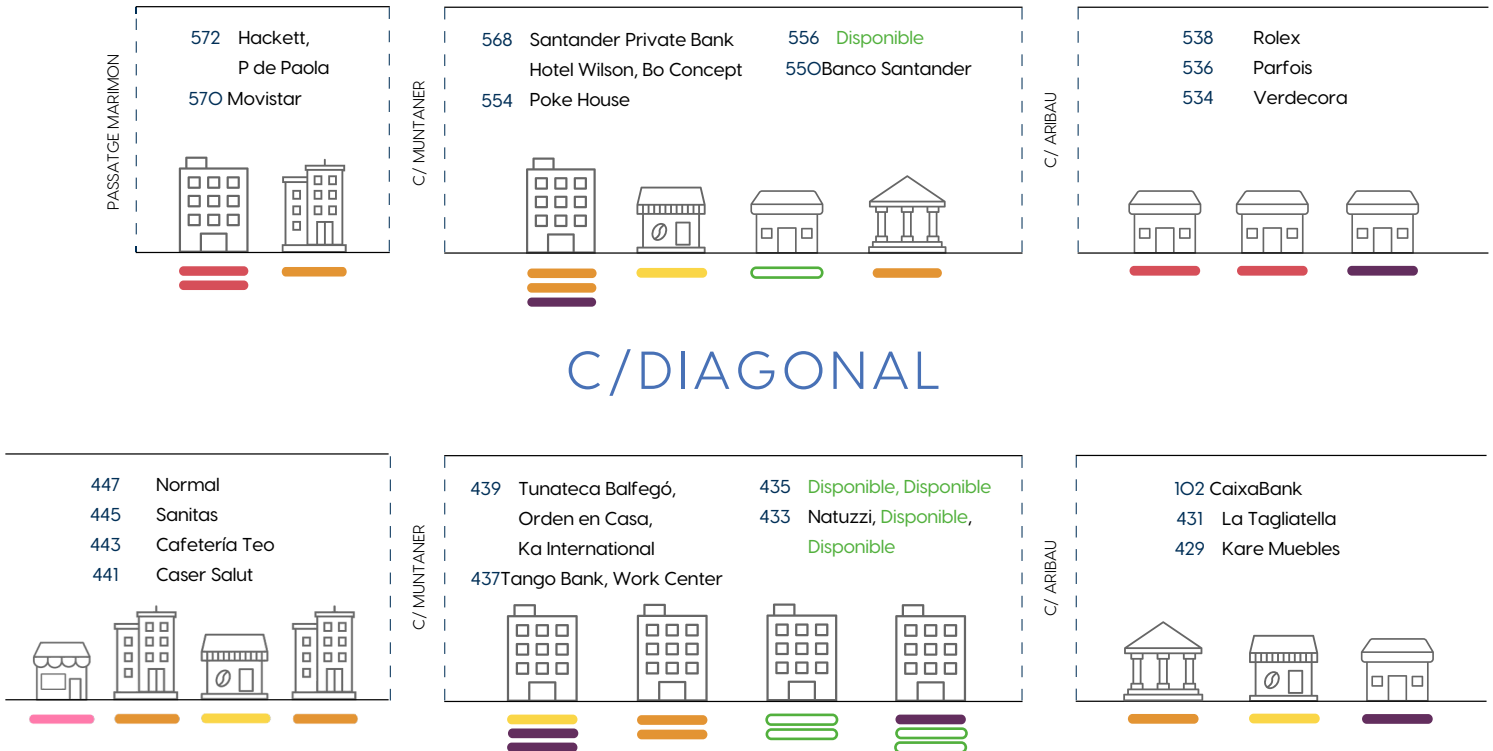 PASSATGE MARIMON
572 Hackett,
P de Paola
570 Movistar
C/ MUNTANER
568 Santander Private Bank
Hotel Wilson, Bo Concept
554 Poke House
556 Disponible
550Banco Santander
C/ ARIBAU
538 Rolex
536 Parfois
534 Verdecora
C/DIAGONAL
447 Normal
445 Sanitas
443 Cafetería Teo
441 Caser Salut
C/ MUNTANER
439 Tunateca Balfegó,
Orden en Casa,
Ka International
437Tango Bank, Work Center
435 Disponible, Disponible
433 Natuzzi, Disponible,
Disponible
C/ ARIBAU
102 CaixaBank
431 La Tagliatella
429 Kare Muebles